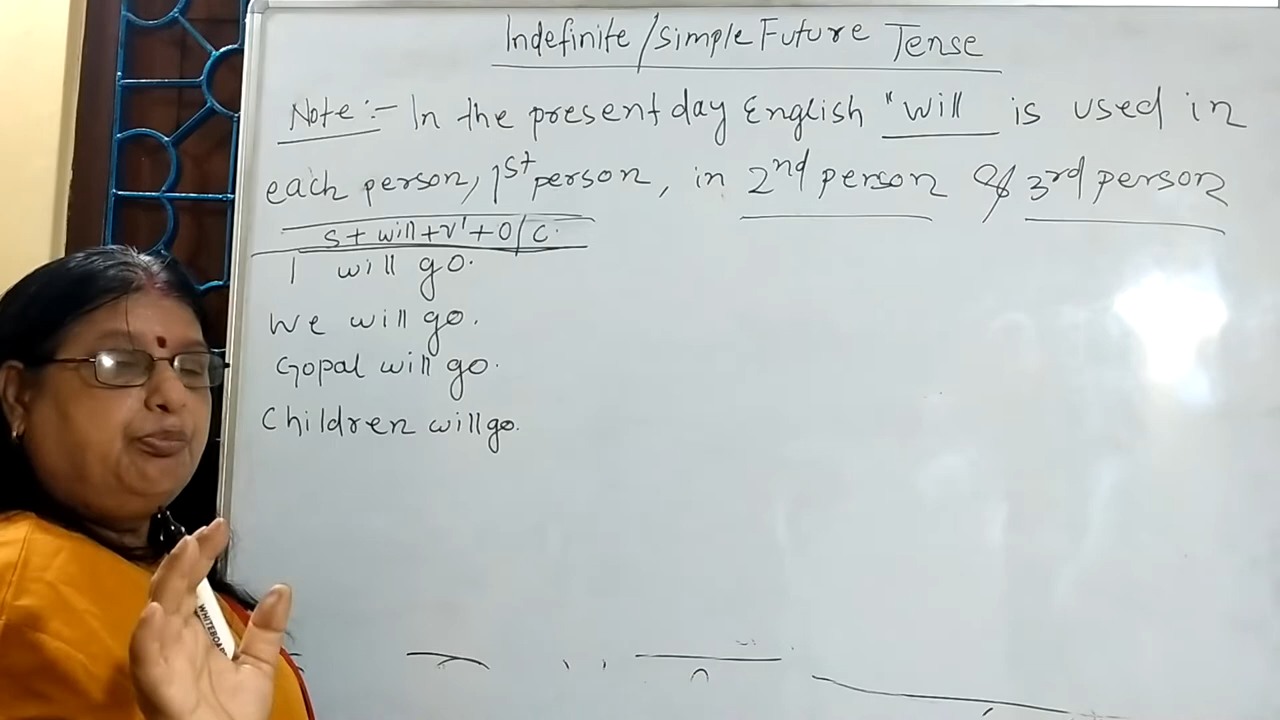 Indefinite/Simple Future Tense
Note:- In the present day English "will is used in
each person, 1st person, in 2nd person & 3rd person
S+will+V'+O/C.
I will go.
We will go.
Gopal will go.
Children will go.
WHITEBOARD